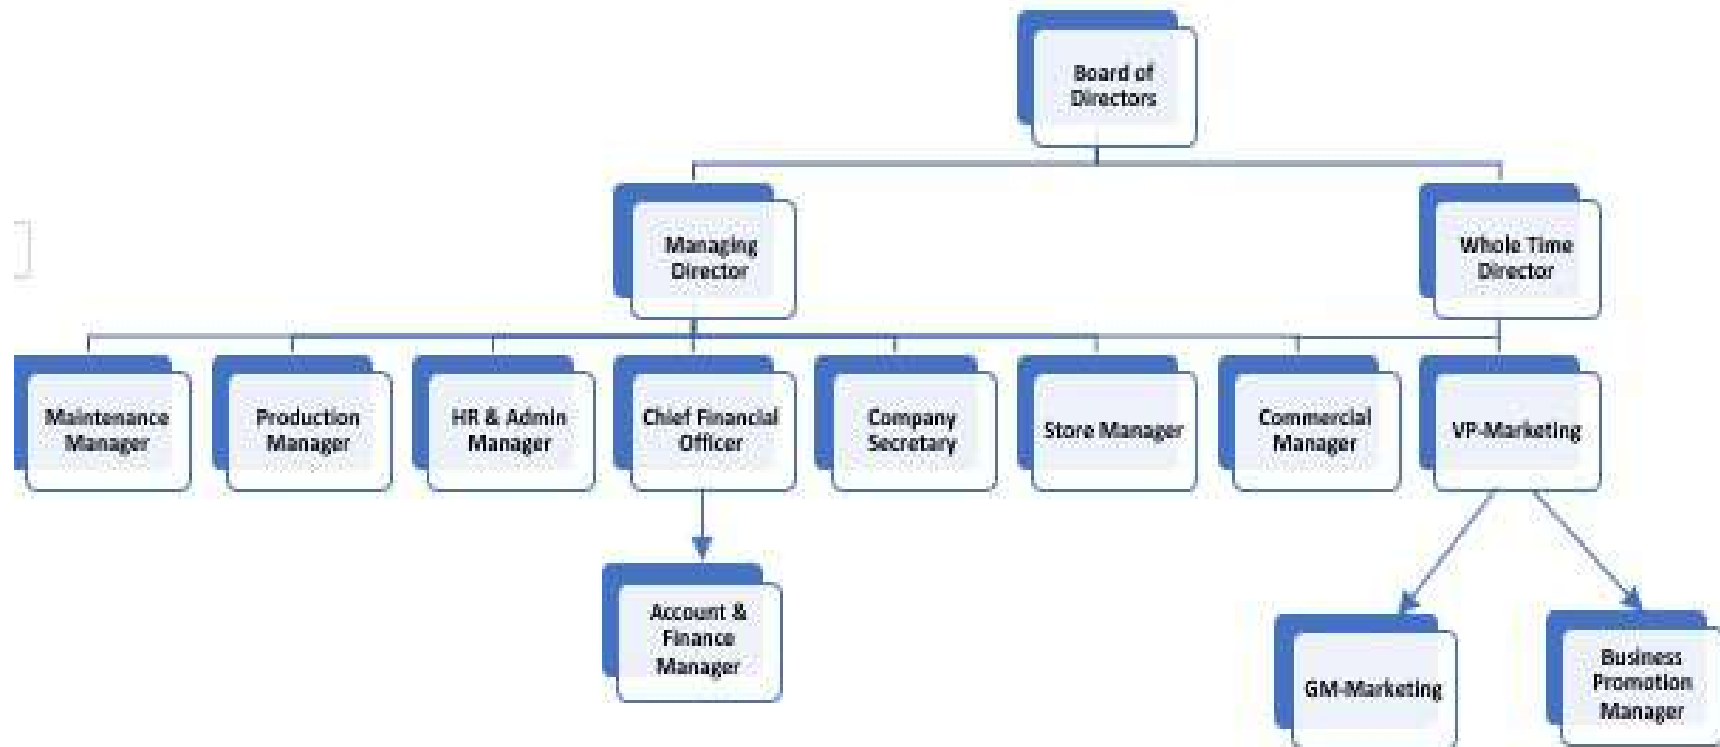 Board of
Directors
Managing
Director
Whole Time
Director
Maintenance
Manager
Production
Manager
HR & Admin
Manager
Chief Financial
Officer
Company
Secretary
Store Manager
Commercial
Manager
VP-Marketing
Account &
Finance
Manager
GM-Marketing
Business
Promotion
Manager